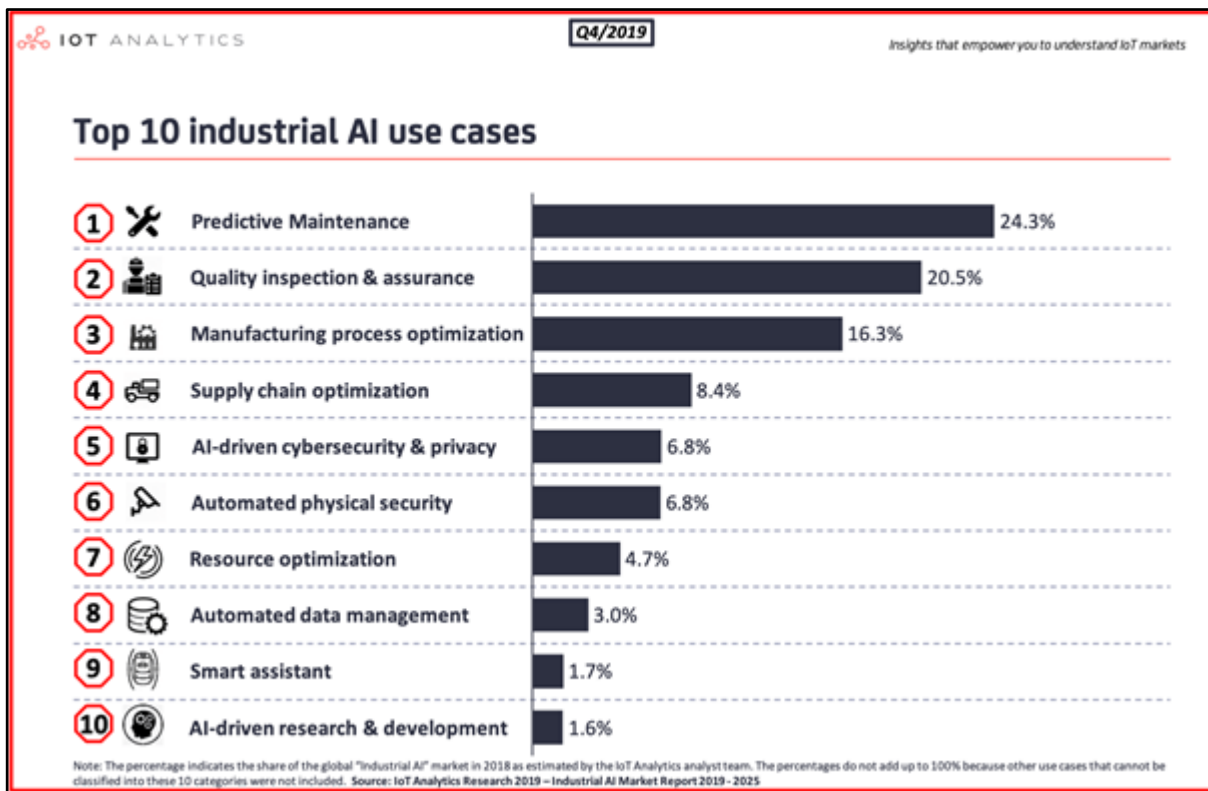 IOT ANALYTICS
Q4/2019
Insights that empower you to understand IoT markets
Top 10 industrial AI use cases
1 Predictive Maintenance 24.3%
2 Quality inspection & assurance 20.5%
3 Manufacturing process optimization 16.3%
4 Supply chain optimization 8.4%
5 AI-driven cybersecurity & privacy 6.8%
6 Automated physical security 6.8%
7 Resource optimization 4.7%
8 Automated data management 3.0%
9 Smart assistant 1.7%
10 AI-driven research & development 1.6%
Note: The percentage indicates the share of the global "Industrial AI" market in 2018 as estimated by the IoT Analytics analyst team. The percentages do not add up to 100% because other use cases that cannot be
classified into these 10 categories were not included. Source: IoT Analytics Research 2019 – Industrial AI Market Report 2019 - 2025